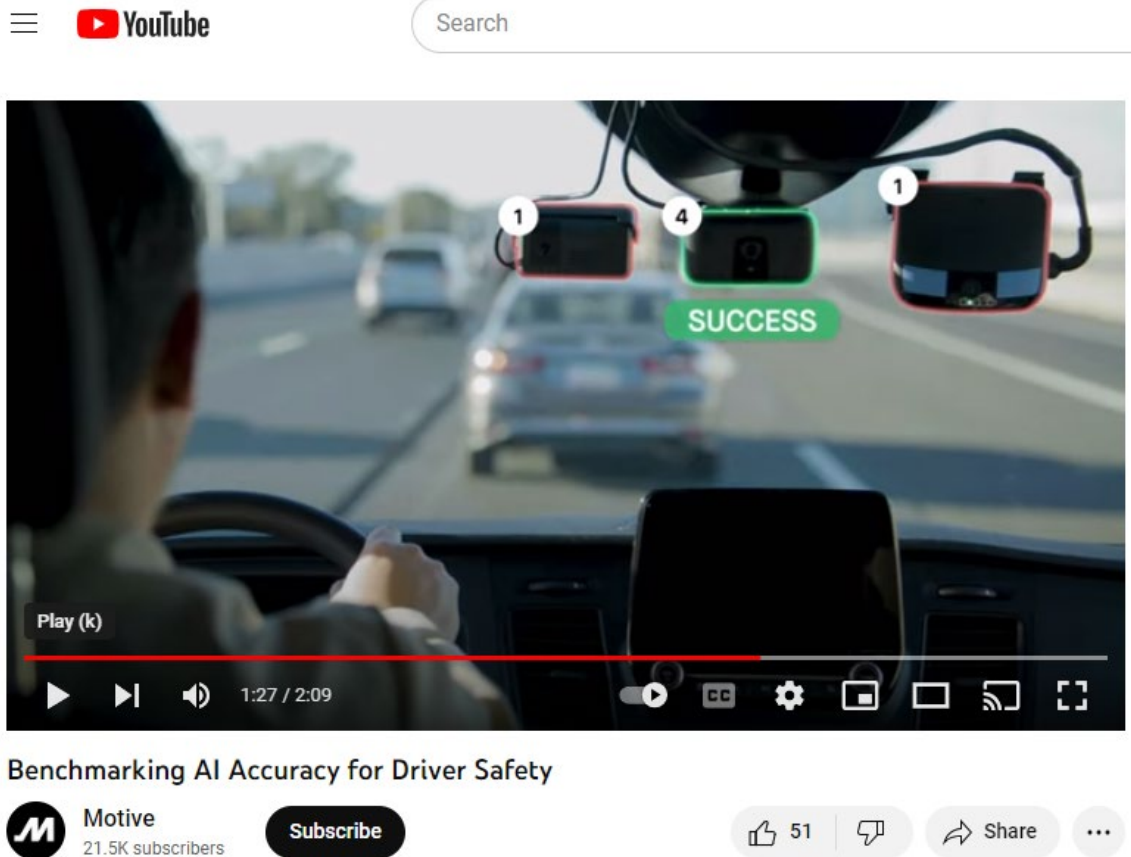 YouTube
Search
1
4
1
SUCCESS
Play (k)
1:27 / 2:09
CC
Benchmarking AI Accuracy for Driver Safety
Motive
21.5K subscribers
Subscribe
51
Share